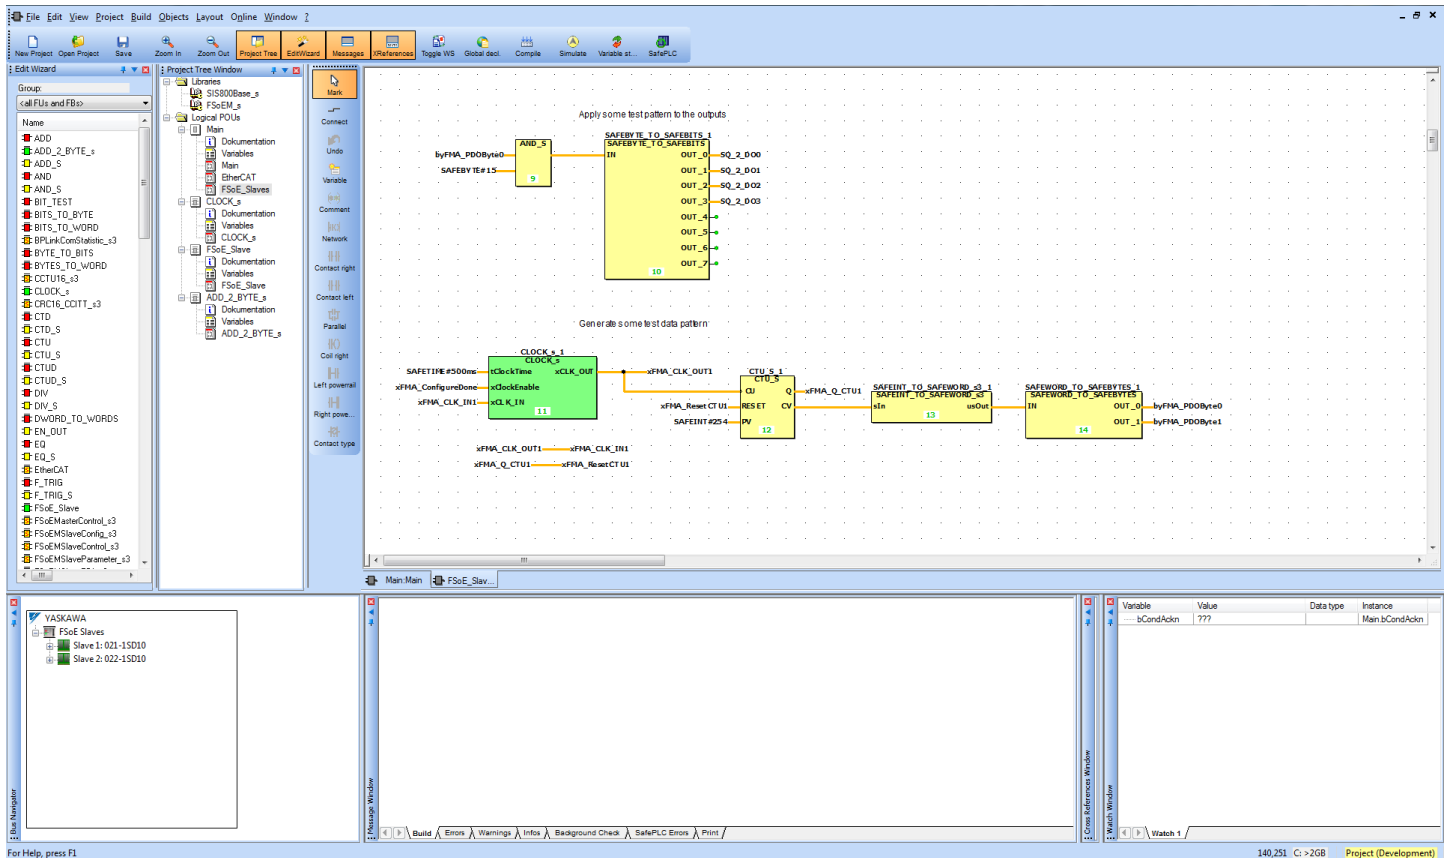 File Edit View Project Build Objects Layout Online Window ?
New Project Open Project Save Zoom In Zoom Out Project Tree EditWizard Messages XReferences Toggle WS Global decl. Compile Simulate Variable st... SafePLC
Edit Wizard
Group:
<all FUs and FBs>
Name
ADD
ADD_2_BYTE_s
ADD_S
AND
AND_S
BIT_TEST
BITS_TO_BYTE
BITS_TO_WORD
BPLinkComStatistic_s3
BYTE_TO_BITS
BYTES_TO_WORD
CCTU16_s3
CLOCK_s
CRC16_CCITT_s3
CTD
CTD_S
CTU
CTU_S
CTUD
CTUD_S
DIV
DIV_S
DWORD_TO_WORDS
EN_OUT
EQ
EQ_S
EtherCAT
F_TRIG
F_TRIG_S
FSoE_Slave
FSoEMasterControl_s3
FSoEMSlaveConfig_s3
FSoEMSlaveControl_s3
FSoEMSlaveParameter_s3
Project Tree Window
Libraries
SIS800Base_s
FSoEM_s
Logical POUs
Main
Dokumentation
Variables
Main
EtherCAT
FSoE_Slaves
CLOCK_s
Dokumentation
Variables
CLOCK_s
FSoE_Slave
Dokumentation
Variables
FSoE_Slave
ADD_2_BYTE_s
Dokumentation
Variables
ADD_2_BYTE_s
Mark
Connect
Undo
Variable
Comment
Network
Contact right
Contact left
Parallel
Coil right
Left powerrail
Right powe...
Contact type
Apply some test pattern to the outputs
SAFEBYTE_TO_SAFEBITS_1
AND_S SAFEBYTE_TO_SAFEBITS
byFMA_PDOByte0 IN OUT_0 SQ_2_DO0
SAFEBYTE#15 OUT_1 SQ_2_DO1
9 OUT_2 SQ_2_DO2
OUT_3 SQ_2_DO3
OUT_4
OUT_5
OUT_6
OUT_7
10
Generate some test data pattern
CLOCK_s_1
CLOCK_s
SAFETIME#500ms tClockTime xCLK_OUT xFMA_CLK_OUT1
xFMA_ConfigureDone xClockEnable
xFMA_CLK_IN1 xCLK_IN
11
CTU_S_1
CTU_S
CU Q xFMA_Q_CTU1
xFMA_ResetCTU1 RESET CV
SAFEINT#254 PV
12
SAFEINT_TO_SAFEWORD_s3_1
SAFEINT_TO_SAFEWORD_s3
sIn usOut
13
SAFEWORD_TO_SAFEBYTES_1
SAFEWORD_TO_SAFEBYTES
IN OUT_0 byFMA_PDOByte0
OUT_1 byFMA_PDOByte1
14
xFMA_CLK_OUT1 xFMA_CLK_IN1
xFMA_Q_CTU1 xFMA_ResetCTU1
Main:Main FSoE_Slav...
Bus Navigator
YASKAWA
FSoE Slaves
Slave 1: 021-1SD10
Slave 2: 022-1SD10
Message Window
Build Errors Warnings Infos Background Check SafePLC Errors Print
Cross References Window
Watch Window
Variable Value Data type Instance
bCondAckn ??? Main.bCondAckn
Watch 1
For Help, press F1
140,251 C: >2GB Project (Development)